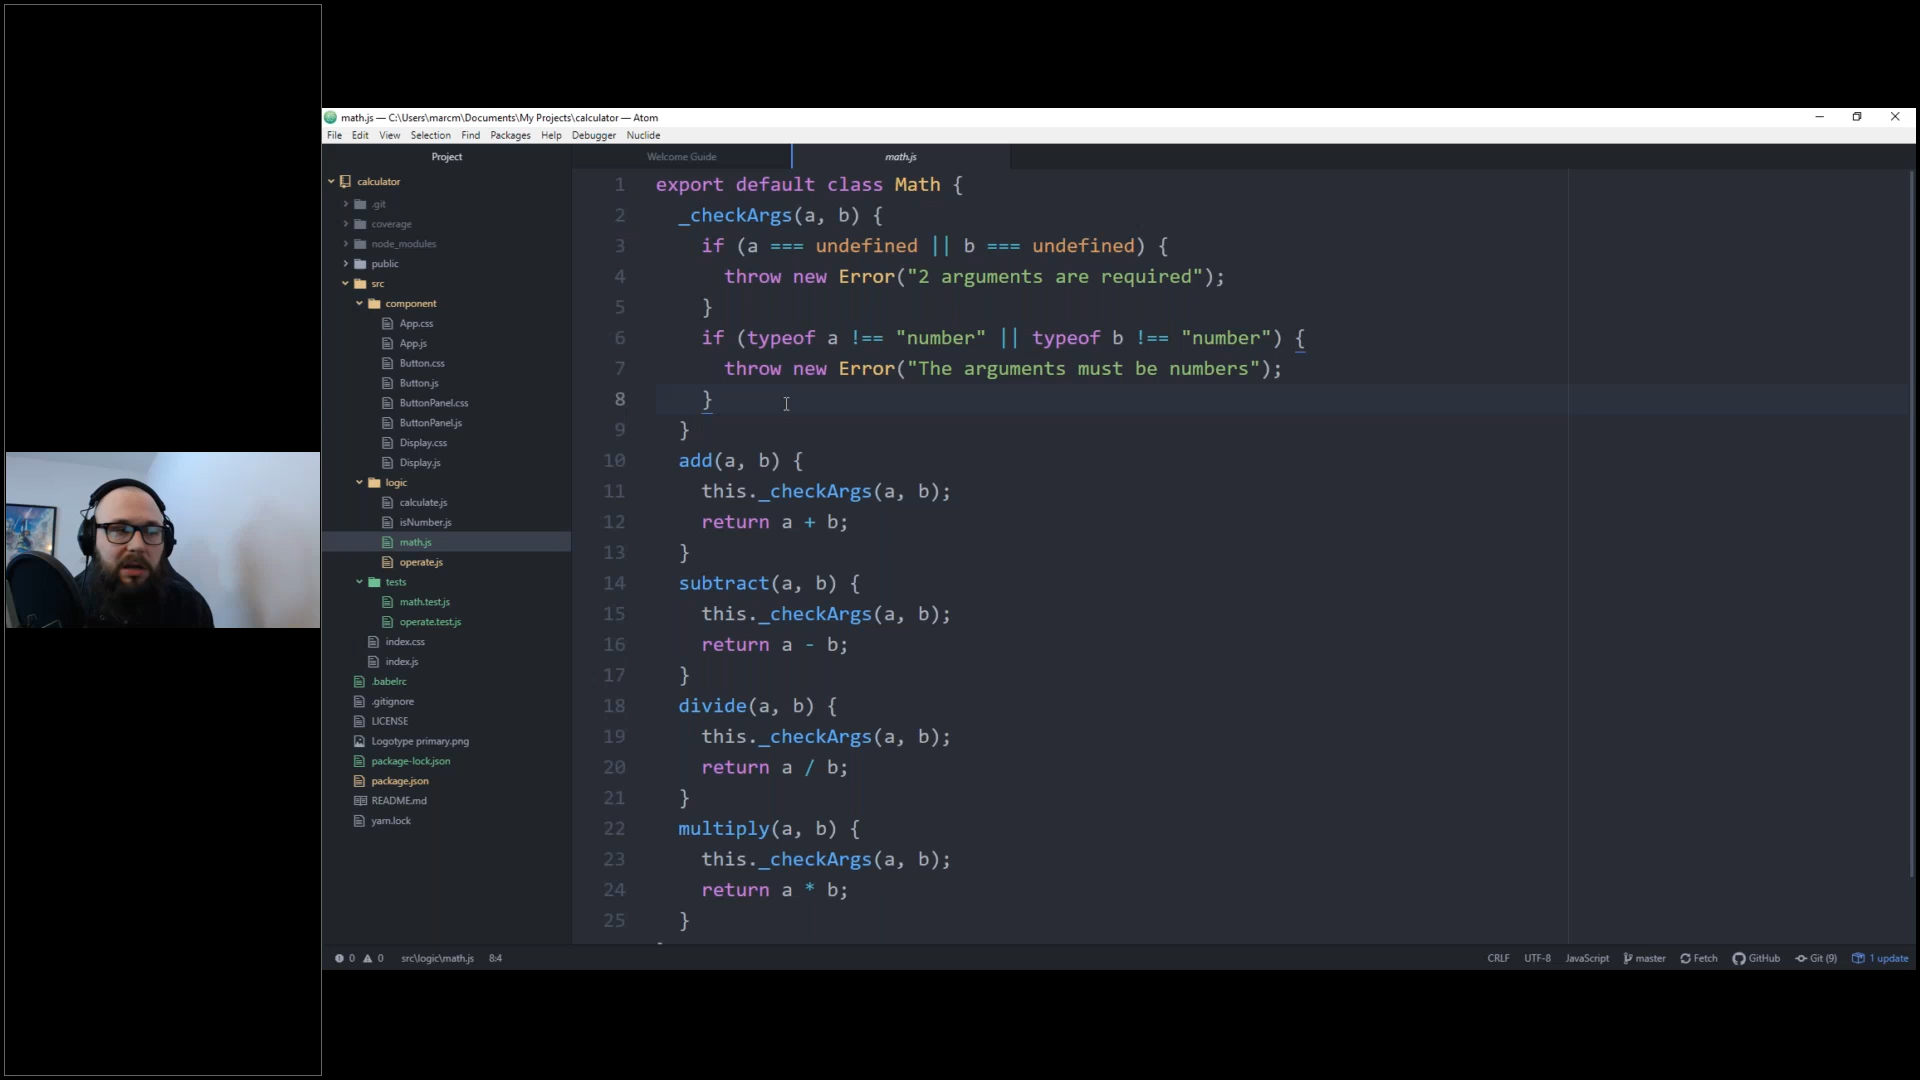 math.js — C:\Users\marcm\Documents\My Projects\calculator — Atom
File Edit View Selection Find Packages Help Debugger Nuclide
Project
Welcome Guide
math.js
calculator
.git
coverage
node_modules
public
src
component
App.css
App.js
Button.css
Button.js
ButtonPanel.css
ButtonPanel.js
Display.css
Display.js
logic
calculate.js
isNumber.js
math.js
operate.js
tests
math.test.js
operate.test.js
index.css
index.js
.babelrc
.gitignore
LICENSE
Logotype primary.png
package-lock.json
package.json
README.md
yarn.lock
1 export default class Math {
2 _checkArgs(a, b) {
3 if (a === undefined || b === undefined) {
4 throw new Error("2 arguments are required");
5 }
6 if (typeof a !== "number" || typeof b !== "number") {
7 throw new Error("The arguments must be numbers");
8 }
9 }
10 add(a, b) {
11 this._checkArgs(a, b);
12 return a + b;
13 }
14 subtract(a, b) {
15 this._checkArgs(a, b);
16 return a - b;
17 }
18 divide(a, b) {
19 this._checkArgs(a, b);
20 return a / b;
21 }
22 multiply(a, b) {
23 this._checkArgs(a, b);
24 return a * b;
25 }
0 0 src\logic\math.js 8:4
CRLF UTF-8 JavaScript master Fetch GitHub Git (9) 1 update